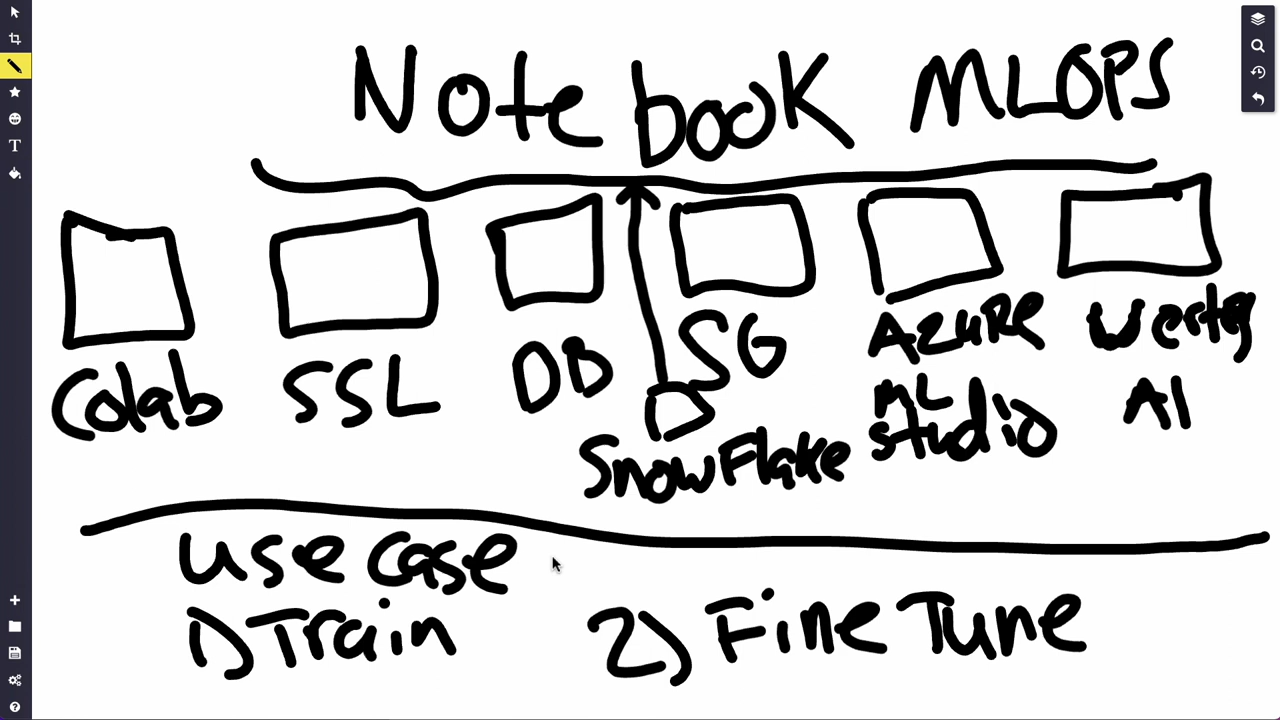 Notebook MLOPS
Colab
SSL
DB
SG
AZURE
ML
studio
Vertex
AI
Snowflake
use case
1) Train
2) Fine Tune
T
?